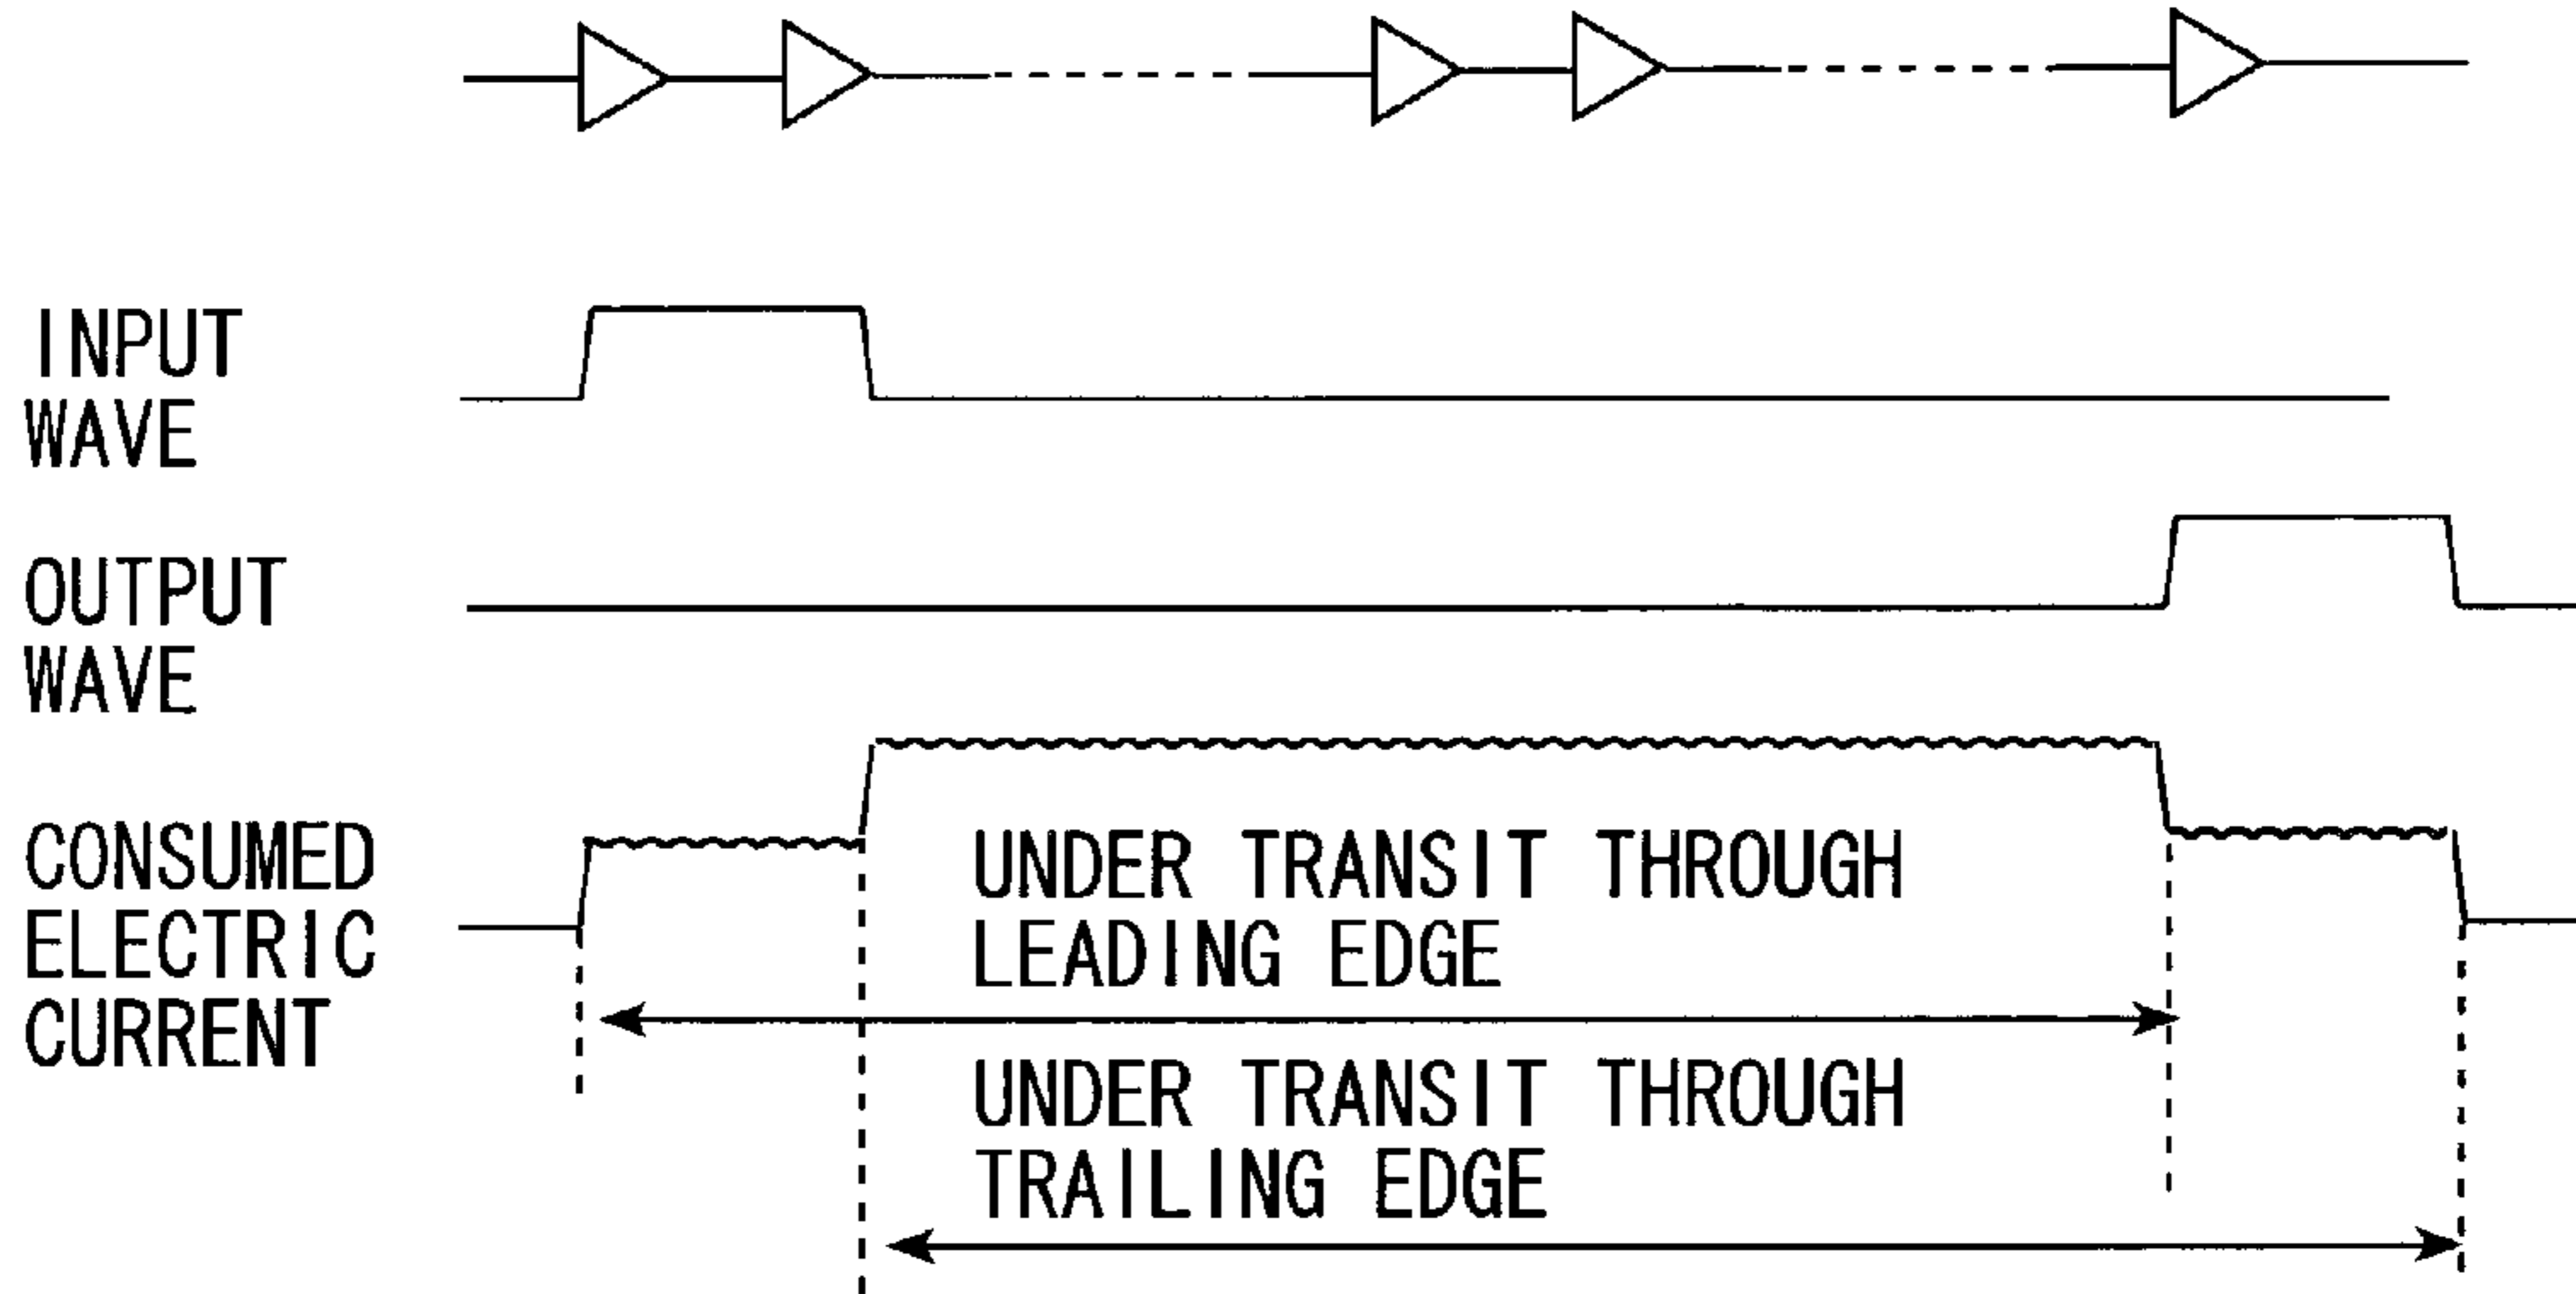 INPUT
WAVE
OUTPUT
WAVE
CONSUMED
ELECTRIC
CURRENT
UNDER TRANSIT THROUGH
LEADING EDGE
UNDER TRANSIT THROUGH
TRAILING EDGE